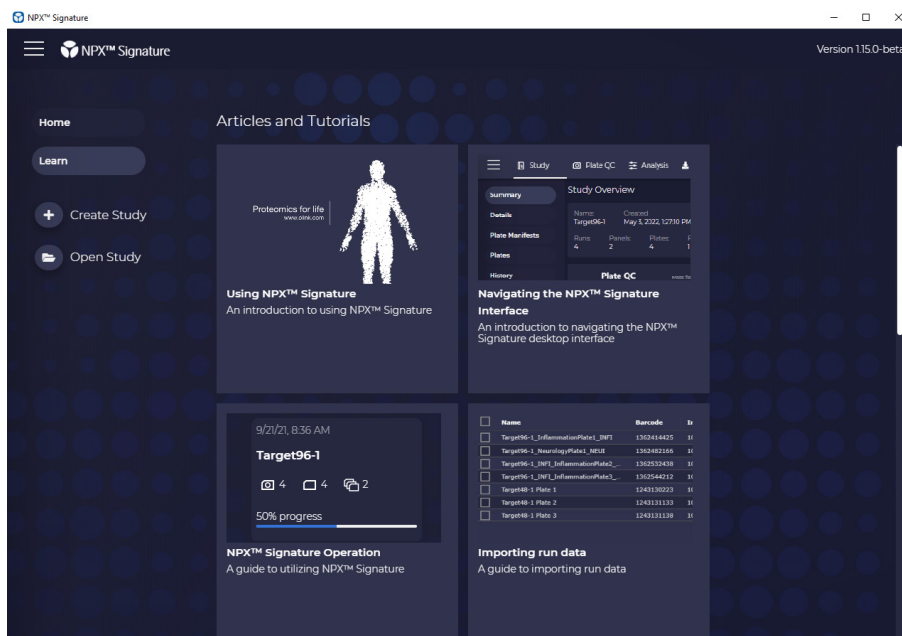 NPX™ Signature
NPX™ Signature
Version 1.15.0-beta
Home
Learn
Create Study
Open Study
Articles and Tutorials
Proteomics for life
www.olink.com
Using NPX™ Signature
An introduction to using NPX™ Signature
Study Plate QC Analysis
Summary
Details
Plate Manifests
Plates
History
Study Overview
Name: Created
Target96-1 May 3, 2022, 1:27:10 PM
Runs: Panels: Plates:
4 2 4
Plate QC
Navigating the NPX™ Signature
Interface
An introduction to navigating the NPX™
Signature desktop interface
9/21/21, 8:36 AM
Target96-1
4 4 2
50% progress
NPX™ Signature Operation
A guide to utilizing NPX™ Signature
Name Barcode
Target96-1_InflammationPlate1_INFI 1362414425
Target96-1_NeurologyPlate1_NEUI 1362482166
Target96-1_INFI_InflammationPlate2_... 1362532438
Target96-1_INFI_InflammationPlate3_... 1362544212
Target48-1 Plate 1 1243130223
Target48-1 Plate 2 1243131133
Target48-1 Plate 3 1243131138
Importing run data
A guide to importing run data